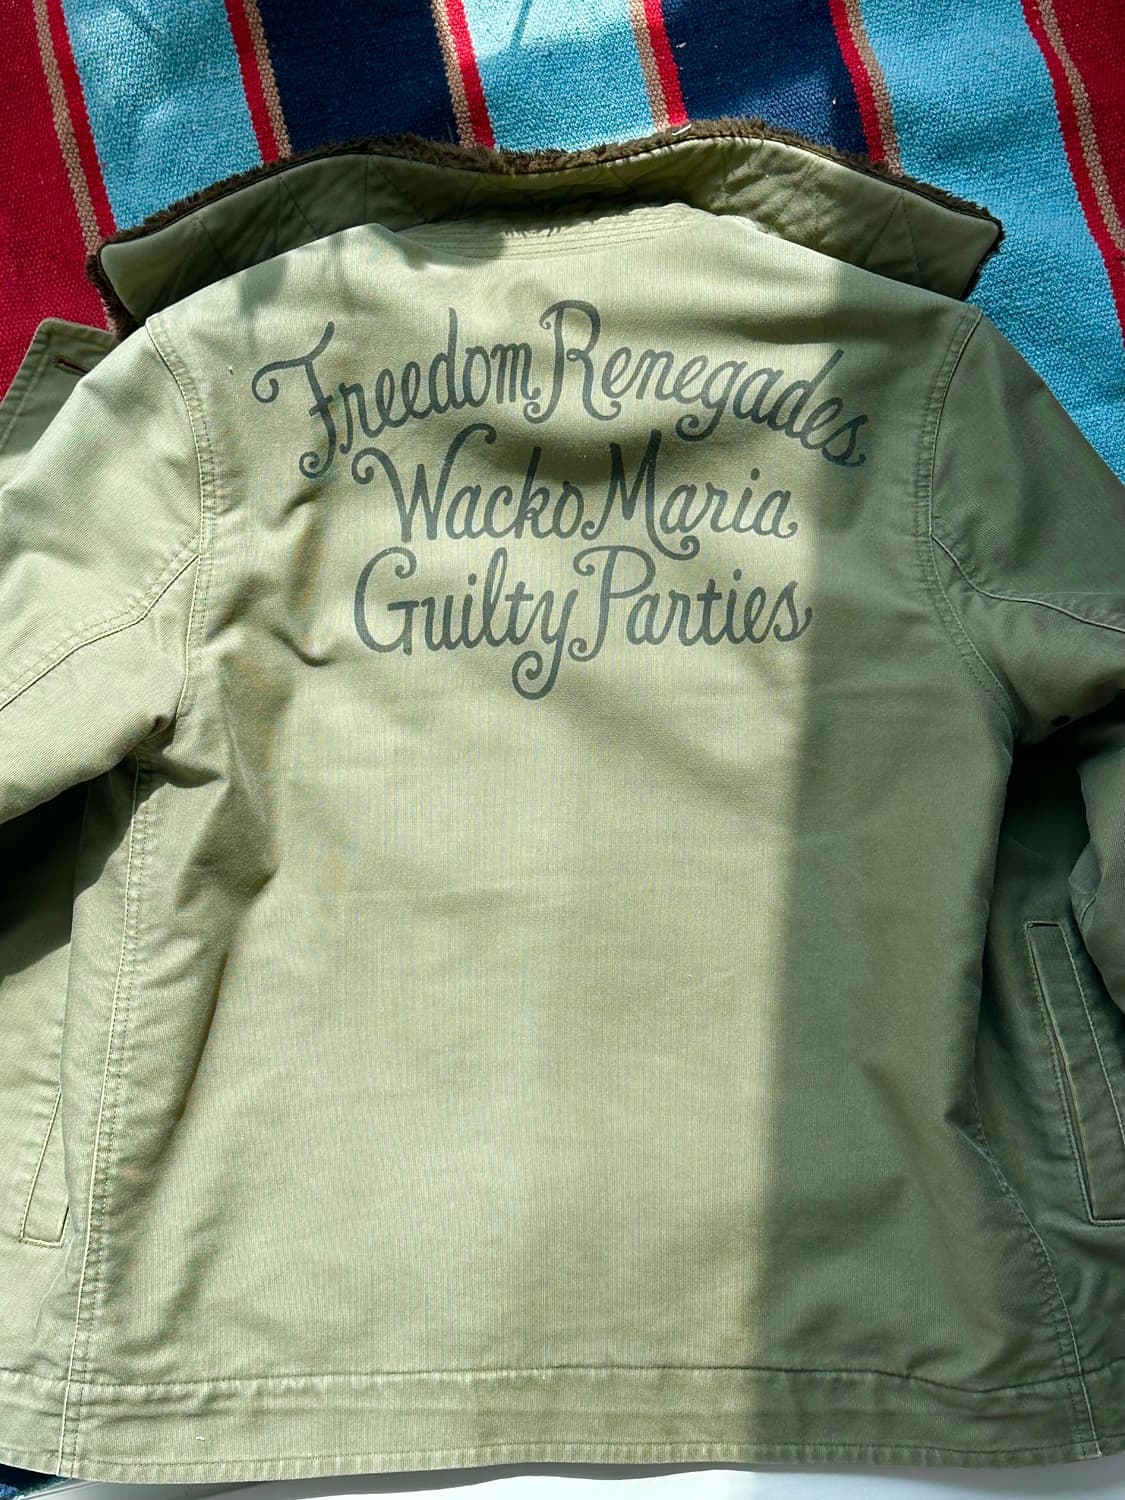 Freedom Renegades
Wacko Maria
Guilty Parties